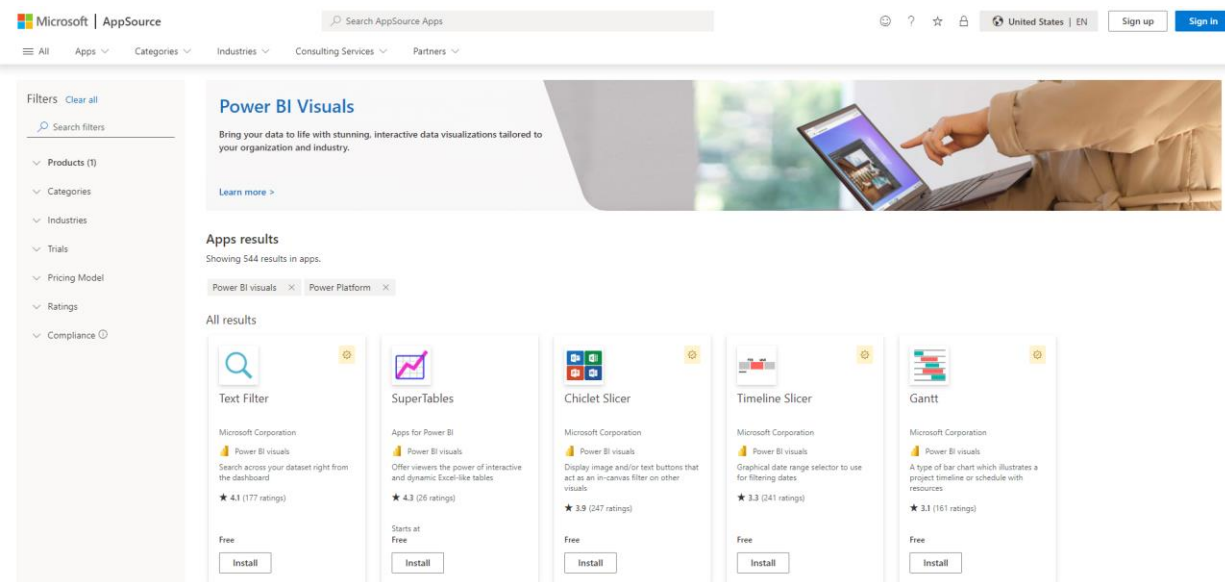 Microsoft | AppSource
Search AppSource Apps
United States | EN
Sign up
Sign in
All
Apps
Categories
Industries
Consulting Services
Partners
Filters Clear all
Search filters
Products (1)
Categories
Industries
Trials
Pricing Model
Ratings
Compliance
Power BI Visuals
Bring your data to life with stunning, interactive data visualizations tailored to
your organization and industry.
Learn more >
Apps results
Showing 544 results in apps.
Power BI visuals
Power Platform
All results
Text Filter
Microsoft Corporation
Power BI visuals
Search across your dataset right from
the dashboard
4.1 (177 ratings)
Free
Install
SuperTables
Apps for Power BI
Power BI visuals
Offer viewers the power of interactive
and dynamic Excel-like tables
4.3 (26 ratings)
Starts at
Free
Install
Chiclet Slicer
Microsoft Corporation
Power BI visuals
Display image and/or text buttons that
act as an in-canvas filter on other
visuals
3.9 (247 ratings)
Free
Install
Timeline Slicer
Microsoft Corporation
Power BI visuals
Graphical date range selector to use
for filtering dates
3.3 (241 ratings)
Free
Install
Gantt
Microsoft Corporation
Power BI visuals
A type of bar chart which illustrates a
project timeline or schedule with
resources
3.1 (161 ratings)
Free
Install